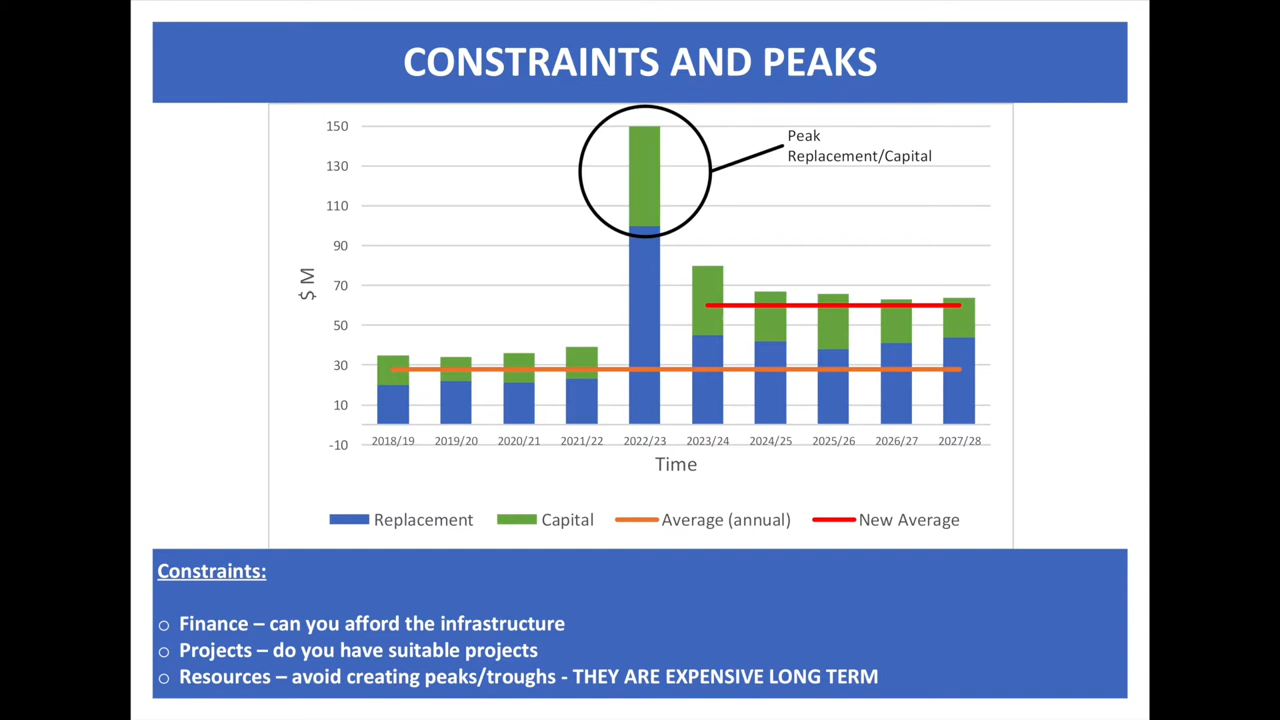 CONSTRAINTS AND PEAKS
150
130
110
90
70
50
30
10
-10
$ M
Peak
Replacement/Capital
2018/19 2019/20 2020/21 2021/22 2022/23 2023/24 2024/25 2025/26 2026/27 2027/28
Time
Replacement Capital Average (annual) New Average
Constraints:
o Finance – can you afford the infrastructure
o Projects – do you have suitable projects
o Resources – avoid creating peaks/troughs - THEY ARE EXPENSIVE LONG TERM